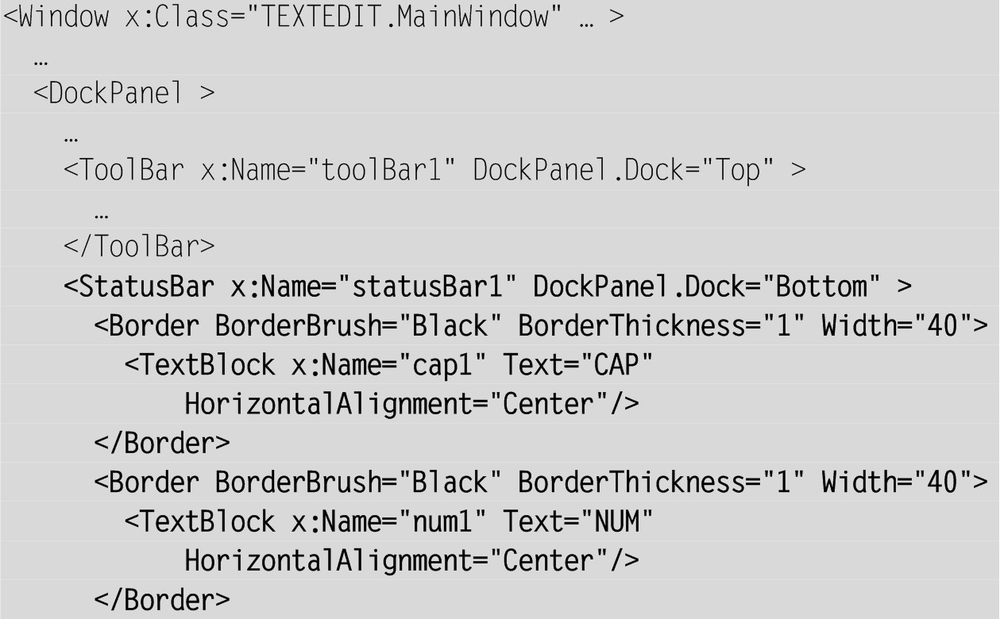 <Window x:Class="TEXTEDIT.MainWindow" … >
…
<DockPanel >
…
<ToolBar x:Name="toolBar1" DockPanel.Dock="Top" >
…
</ToolBar>
<StatusBar x:Name="statusBar1" DockPanel.Dock="Bottom" >
<Border BorderBrush="Black" BorderThickness="1" Width="40">
<TextBlock x:Name="cap1" Text="CAP"
HorizontalAlignment="Center"/>
</Border>
<Border BorderBrush="Black" BorderThickness="1" Width="40">
<TextBlock x:Name="num1" Text="NUM"
HorizontalAlignment="Center"/>
</Border>